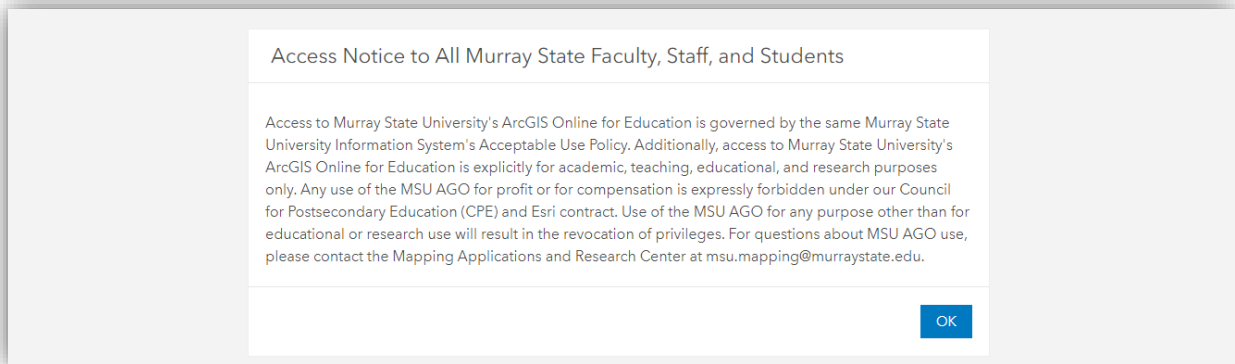 Access Notice to All Murray State Faculty, Staff, and Students
Access to Murray State University's ArcGIS Online for Education is governed by the same Murray State
University Information System's Acceptable Use Policy. Additionally, access to Murray State University's
ArcGIS Online for Education is explicitly for academic, teaching, educational, and research purposes
only. Any use of the MSU AGO for profit or for compensation is expressly forbidden under our Council
for Postsecondary Education (CPE) and Esri contract. Use of the MSU AGO for any purpose other than for
educational or research use will result in the revocation of privileges. For questions about MSU AGO use,
please contact the Mapping Applications and Research Center at msu.mapping@murraystate.edu.
OK